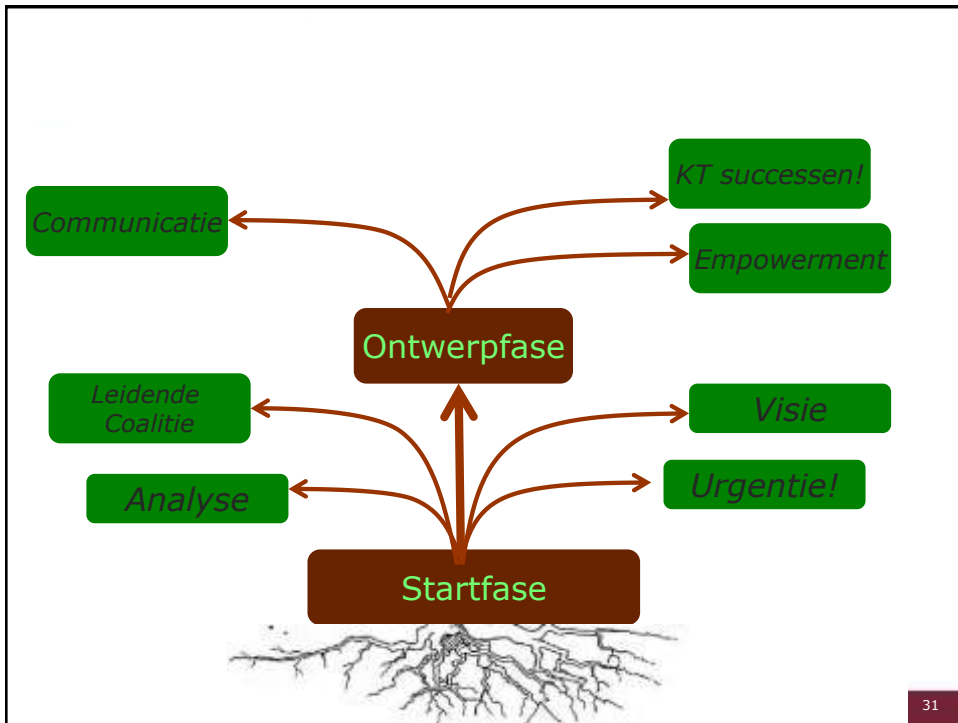 KT successen!
Communicatie
Empowerment
Ontwerpfase
Leidende
Coalitie
Visie
Analyse
Urgentie!
Startfase
31